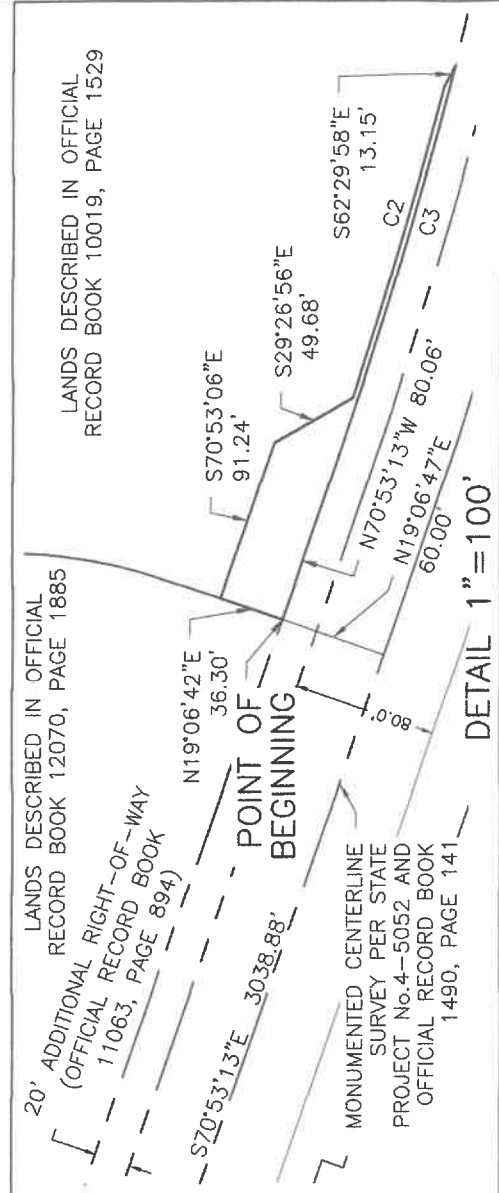 LANDS DESCRIBED IN OFFICIAL
RECORD BOOK 12070, PAGE 1885
LANDS DESCRIBED IN OFFICIAL
RECORD BOOK 10019, PAGE 1529
20' ADDITIONAL RIGHT-OF-WAY
(OFFICIAL RECORD BOOK
11063, PAGE 894)
N19°06'42"E
36.30'
S70°53'06"E
91.24'
S29°26'56"E
49.68'
S62°29'58"E
13.15'
C2
C3
POINT OF
BEGINNING
N70°53'13"W 80.06'
N19°06'47"E
60.00'
80.0'
S70°53'13"E 3038.88'
MONUMENTED CENTERLINE
SURVEY PER STATE
PROJECT No.4-5052 AND
OFFICIAL RECORD BOOK
1490, PAGE 141
DETAIL 1"=100'